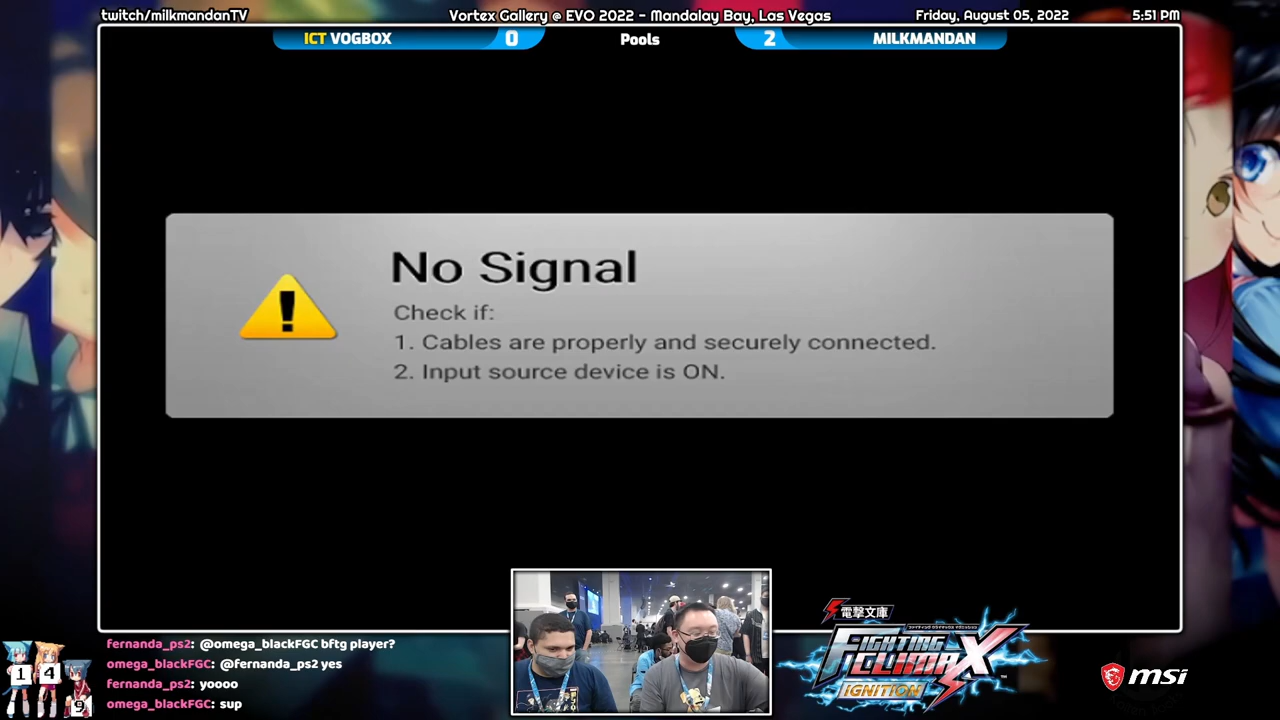 twitch/milkmandanTV
Vortex Gallery @ EVO 2022 - Mandalay Bay, Las Vegas
Friday, August 05, 2022
5:51 PM
ICT VOGBOX
0
Pools
2
MILKMANDAN
No Signal
Check if:
1. Cables are properly and securely connected.
2. Input source device is ON.
fernanda_ps2: @omega_blackFGC bftg player?
omega_blackFGC: @fernanda_ps2 yes
fernanda_ps2: yoooo
omega_blackFGC: sup
1
4
9
電撃文庫
FIGHTING
CLIMAX
IGNITION
msi